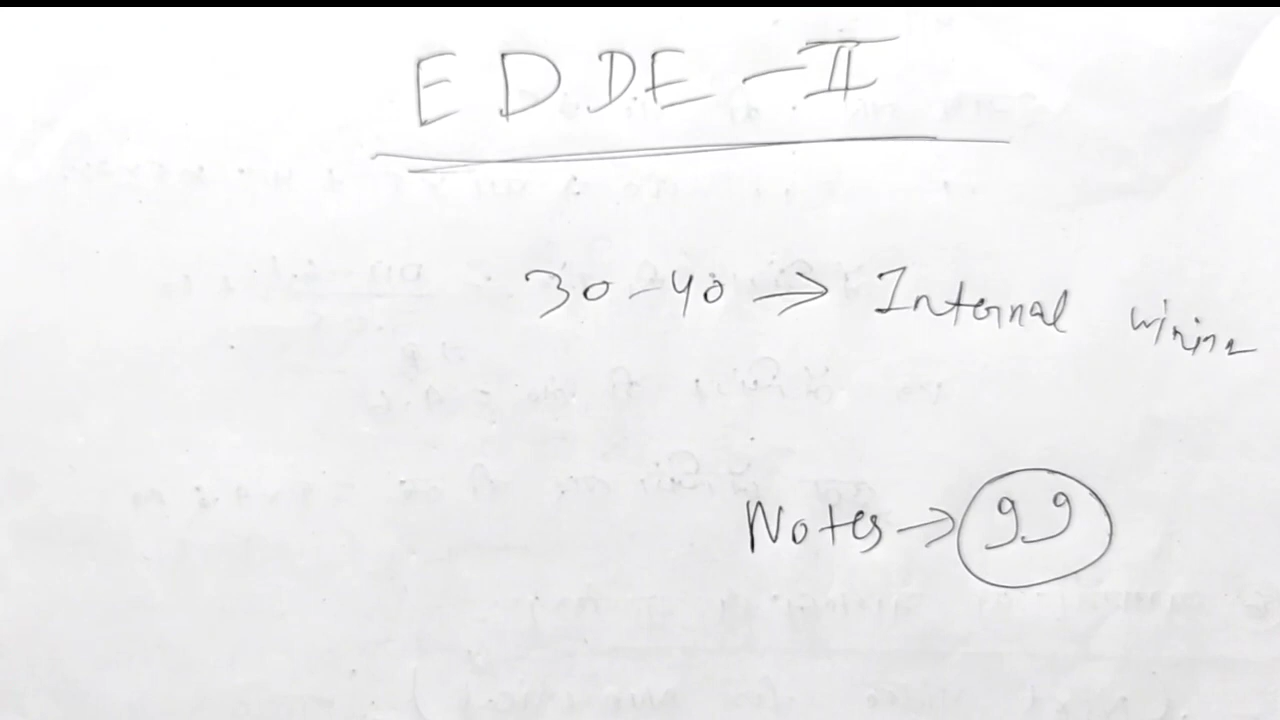 EDDE-II
30-40 → Internal wiring
Notes → 99